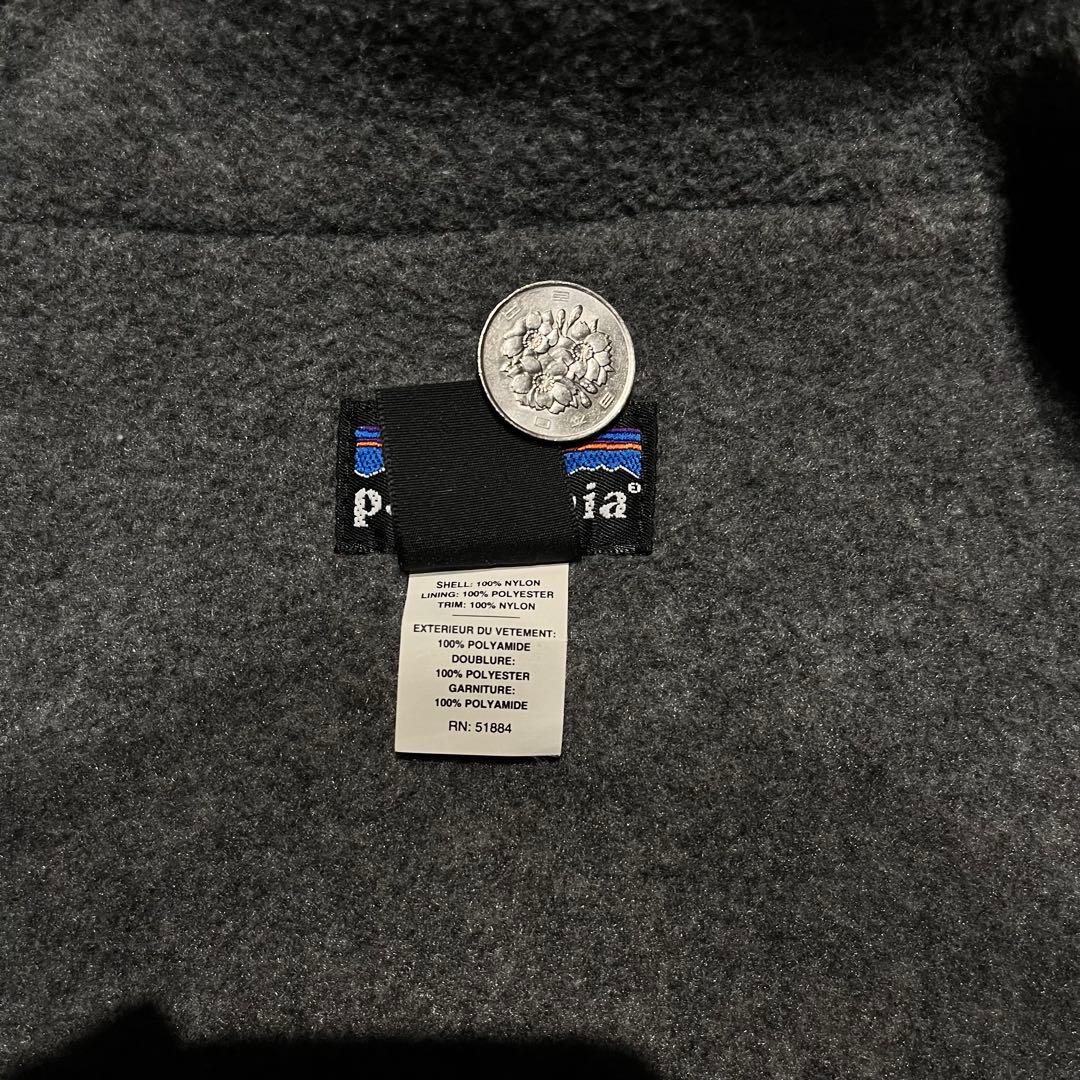 p ia®
SHELL: 100% NYLON
LINING: 100% POLYESTER
TRIM: 100% NYLON
EXTERIEUR DU VETEMENT:
100% POLYAMIDE
DOUBLURE:
100% POLYESTER
GARNITURE:
100% POLYAMIDE
RN: 51884